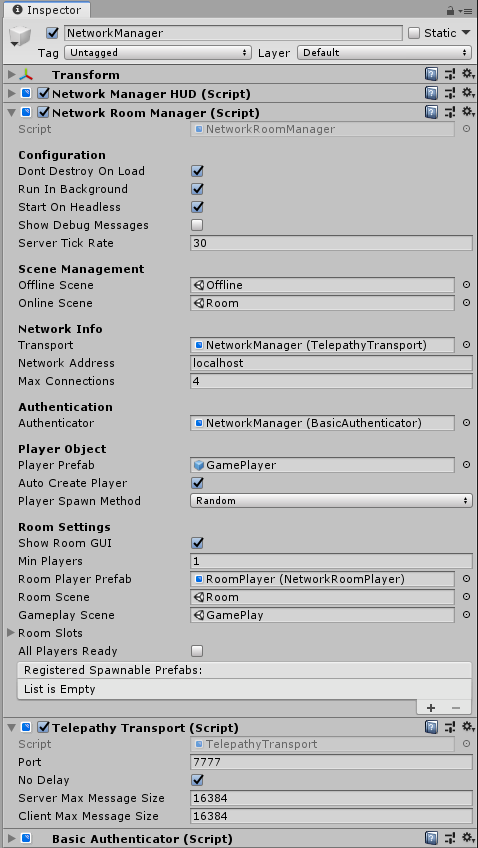 Inspector
NetworkManager Static
Tag Untagged Layer Default
Transform
Network Manager HUD (Script)
Network Room Manager (Script)
Script NetworkRoomManager
Configuration
Dont Destroy On Load
Run In Background
Start On Headless
Show Debug Messages
Server Tick Rate 30
Scene Management
Offline Scene Offline
Online Scene Room
Network Info
Transport NetworkManager (TelepathyTransport)
Network Address localhost
Max Connections 4
Authentication
Authenticator NetworkManager (BasicAuthenticator)
Player Object
Player Prefab GamePlayer
Auto Create Player
Player Spawn Method Random
Room Settings
Show Room GUI
Min Players 1
Room Player Prefab RoomPlayer (NetworkRoomPlayer)
Room Scene Room
Gameplay Scene GamePlay
Room Slots
All Players Ready
Registered Spawnable Prefabs:
List is Empty
+ −
Telepathy Transport (Script)
Script TelepathyTransport
Port 7777
No Delay
Server Max Message Size 16384
Client Max Message Size 16384
Basic Authenticator (Script)